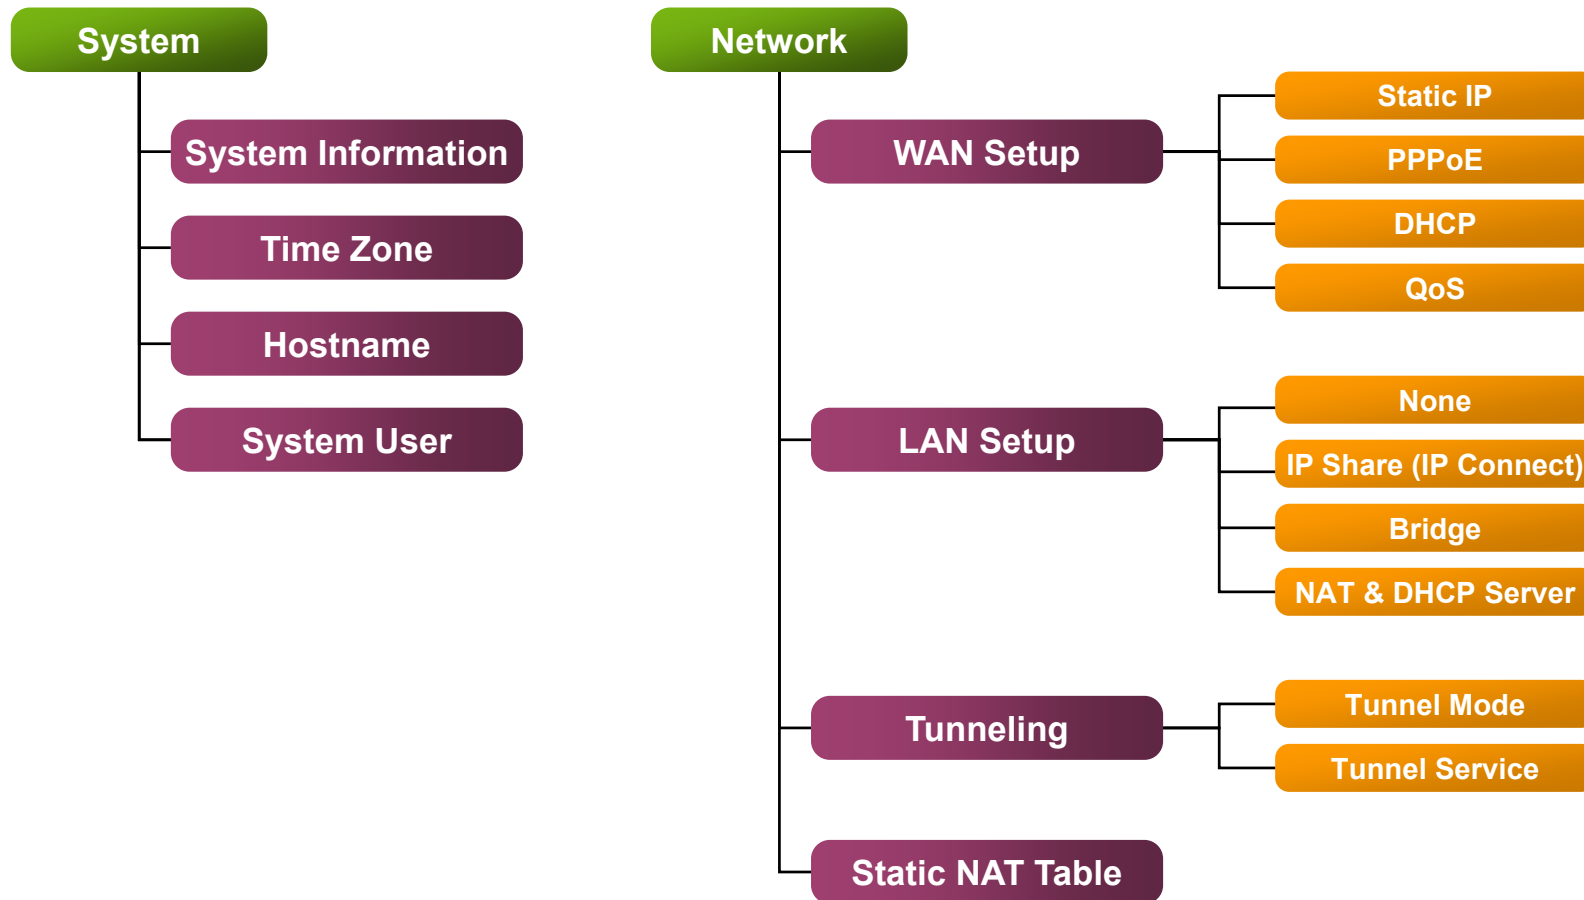 System
System Information
Time Zone
Hostname
System User
Network
WAN Setup
Static IP
PPPoE
DHCP
QoS
LAN Setup
None
IP Share (IP Connect)
Bridge
NAT & DHCP Server
Tunneling
Tunnel Mode
Tunnel Service
Static NAT Table